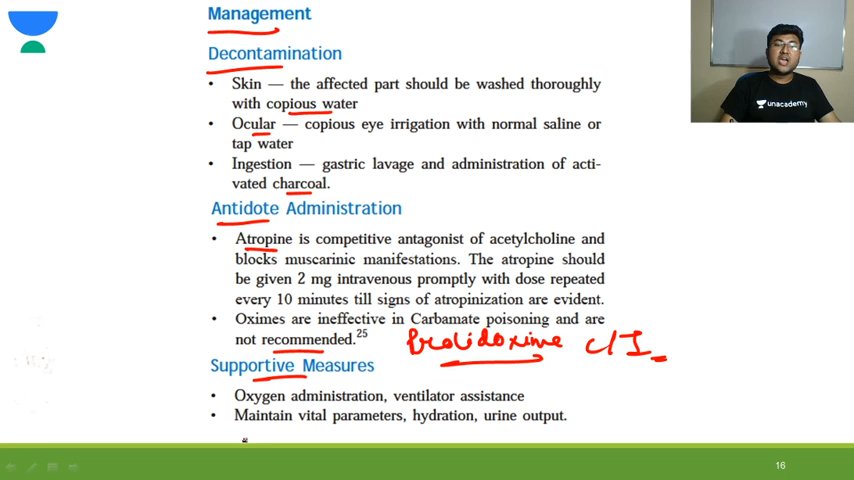 Management
Decontamination
• Skin — the affected part should be washed thoroughly
with copious water
• Ocular — copious eye irrigation with normal saline or
tap water
• Ingestion — gastric lavage and administration of acti-
vated charcoal.
Antidote Administration
• Atropine is competitive antagonist of acetylcholine and
blocks muscarinic manifestations. The atropine should
be given 2 mg intravenous promptly with dose repeated
every 10 minutes till signs of atropinization are evident.
• Oximes are ineffective in Carbamate poisoning and are
not recommended.25
Pralidoxime C/I
Supportive Measures
• Oxygen administration, ventilator assistance
• Maintain vital parameters, hydration, urine output.
unacademy
16